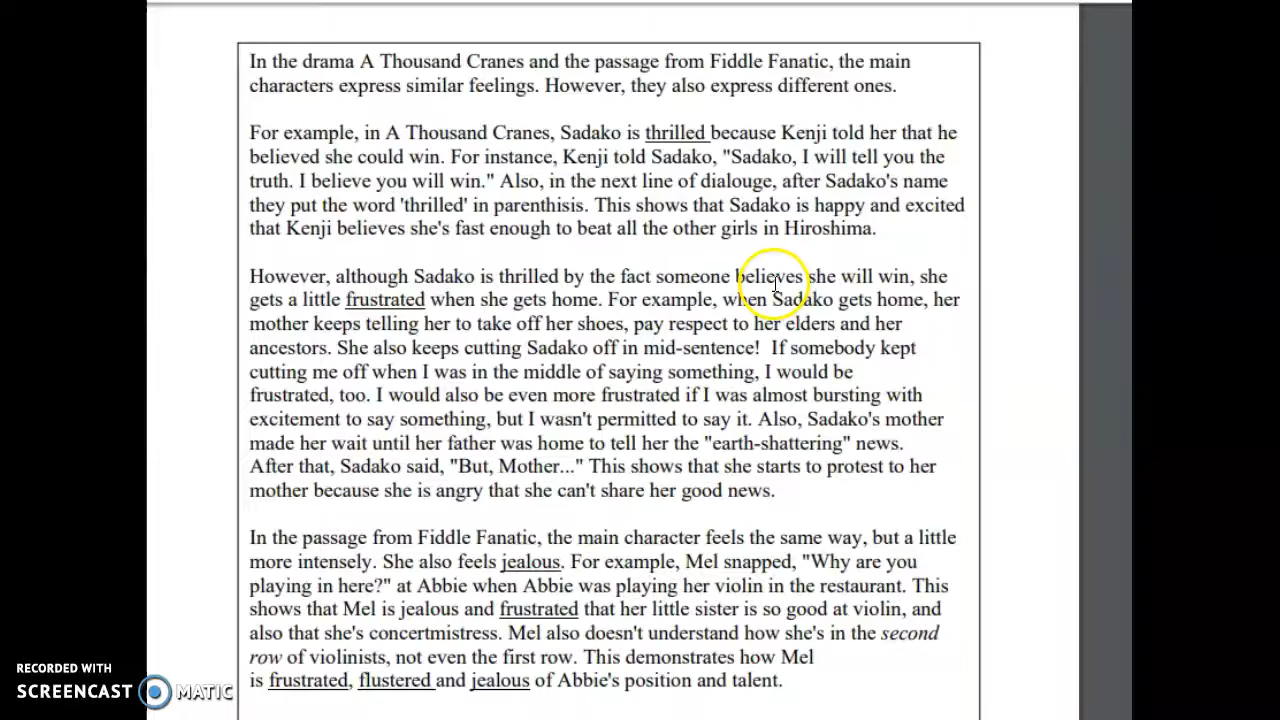 In the drama A Thousand Cranes and the passage from Fiddle Fanatic, the main
characters express similar feelings. However, they also express different ones.
For example, in A Thousand Cranes, Sadako is thrilled because Kenji told her that he
believed she could win. For instance, Kenji told Sadako, "Sadako, I will tell you the
truth. I believe you will win." Also, in the next line of dialouge, after Sadako's name
they put the word 'thrilled' in parenthisis. This shows that Sadako is happy and excited
that Kenji believes she's fast enough to beat all the other girls in Hiroshima.
However, although Sadako is thrilled by the fact someone believes she will win, she
gets a little frustrated when she gets home. For example, when Sadako gets home, her
mother keeps telling her to take off her shoes, pay respect to her elders and her
ancestors. She also keeps cutting Sadako off in mid-sentence! If somebody kept
cutting me off when I was in the middle of saying something, I would be
frustrated, too. I would also be even more frustrated if I was almost bursting with
excitement to say something, but I wasn't permitted to say it. Also, Sadako's mother
made her wait until her father was home to tell her the "earth-shattering" news.
After that, Sadako said, "But, Mother..." This shows that she starts to protest to her
mother because she is angry that she can't share her good news.
In the passage from Fiddle Fanatic, the main character feels the same way, but a little
more intensely. She also feels jealous. For example, Mel snapped, "Why are you
playing in here?" at Abbie when Abbie was playing her violin in the restaurant. This
shows that Mel is jealous and frustrated that her little sister is so good at violin, and
also that she's concertmistress. Mel also doesn't understand how she's in the second
row of violinists, not even the first row. This demonstrates how Mel
is frustrated, flustered and jealous of Abbie's position and talent.
RECORDED WITH
SCREENCAST MATIC